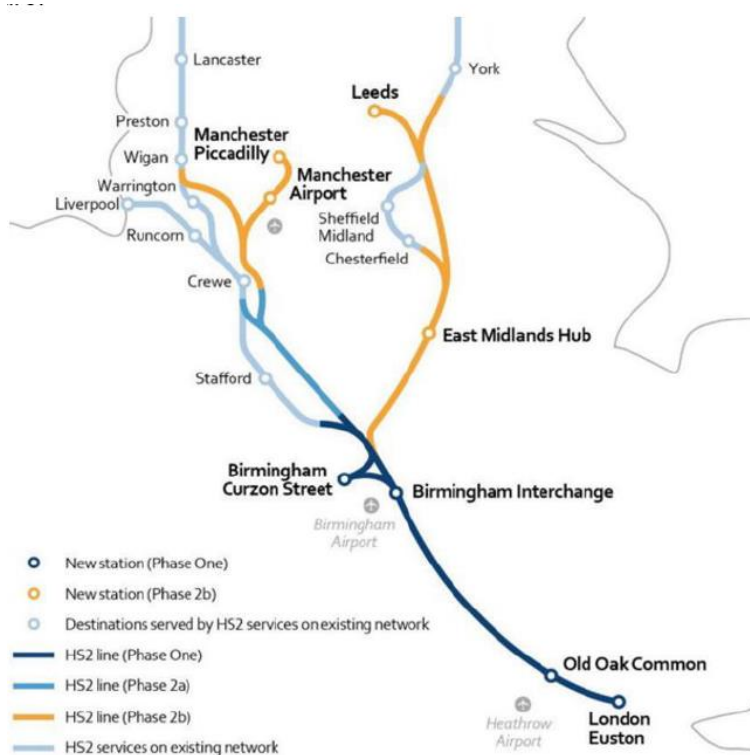 Lancaster
York
Leeds
Preston
Manchester
Piccadilly
Wigan
Manchester
Airport
Warrington
Liverpool
Sheffield
Midland
Runcorn
Chesterfield
Crewe
East Midlands Hub
Stafford
Birmingham
Curzon Street
Birmingham Interchange
Birmingham
Airport
New station (Phase One)
New station (Phase 2b)
Destinations served by HS2 services on existing network
HS2 line (Phase One)
HS2 line (Phase 2a)
HS2 line (Phase 2b)
HS2 services on existing network
Old Oak Common
London
Euston
Heathrow
Airport